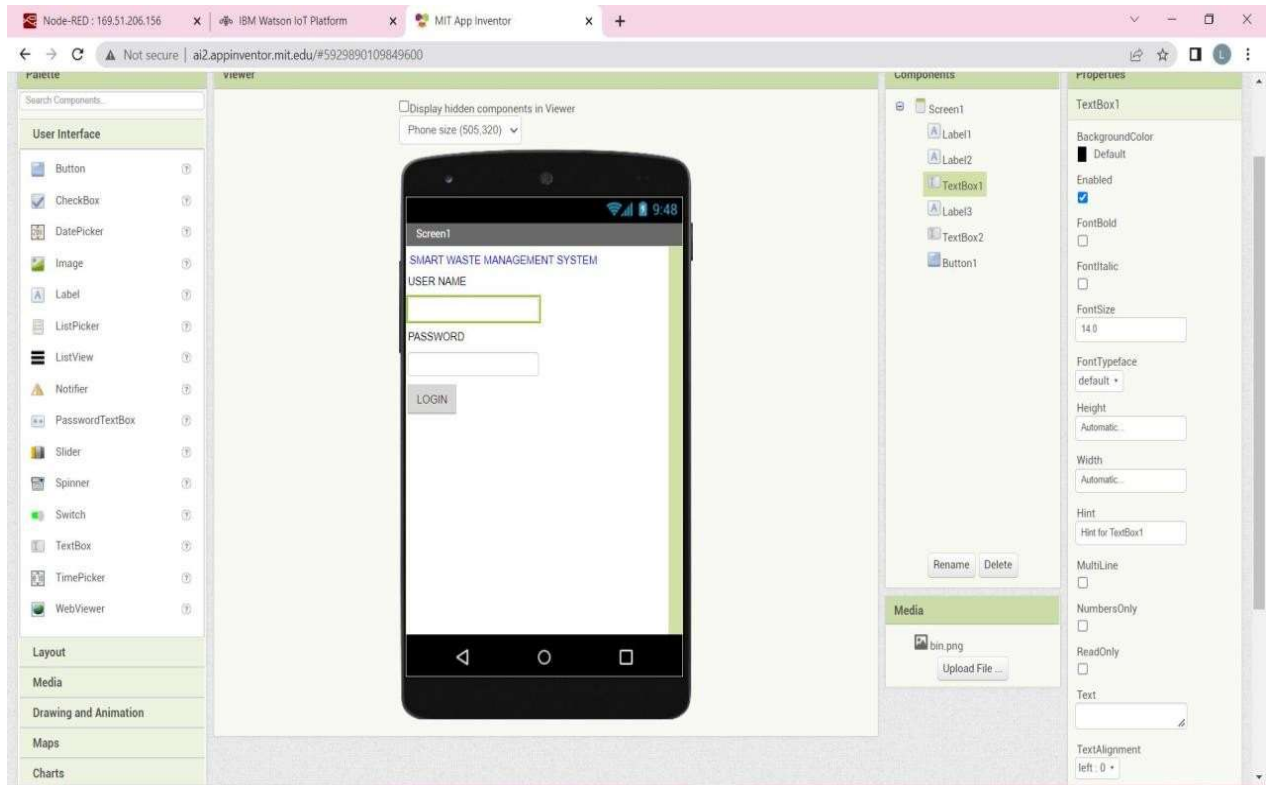 Node-RED : 169.51.206.156
IBM Watson IoT Platform
MIT App Inventor
Not secure | ai2.appinventor.mit.edu/#5929890109849600
L
Palette
Search Components...
User Interface
Button
CheckBox
DatePicker
Image
Label
ListPicker
ListView
Notifier
PasswordTextBox
Slider
Spinner
Switch
TextBox
TimePicker
WebViewer
Layout
Media
Drawing and Animation
Maps
Charts
Viewer
Display hidden components in Viewer
Phone size (505,320)
9:48
Screen1
SMART WASTE MANAGEMENT SYSTEM
USER NAME
PASSWORD
LOGIN
Components
Screen1
Label1
Label2
TextBox1
Label3
TextBox2
Button1
Rename Delete
Media
bin.png
Upload File ...
Properties
TextBox1
BackgroundColor
Default
Enabled
FontBold
FontItalic
FontSize
14.0
FontTypeface
default
Height
Automatic...
Width
Automatic...
Hint
Hint for TextBox1
MultiLine
NumbersOnly
ReadOnly
Text
TextAlignment
left : 0